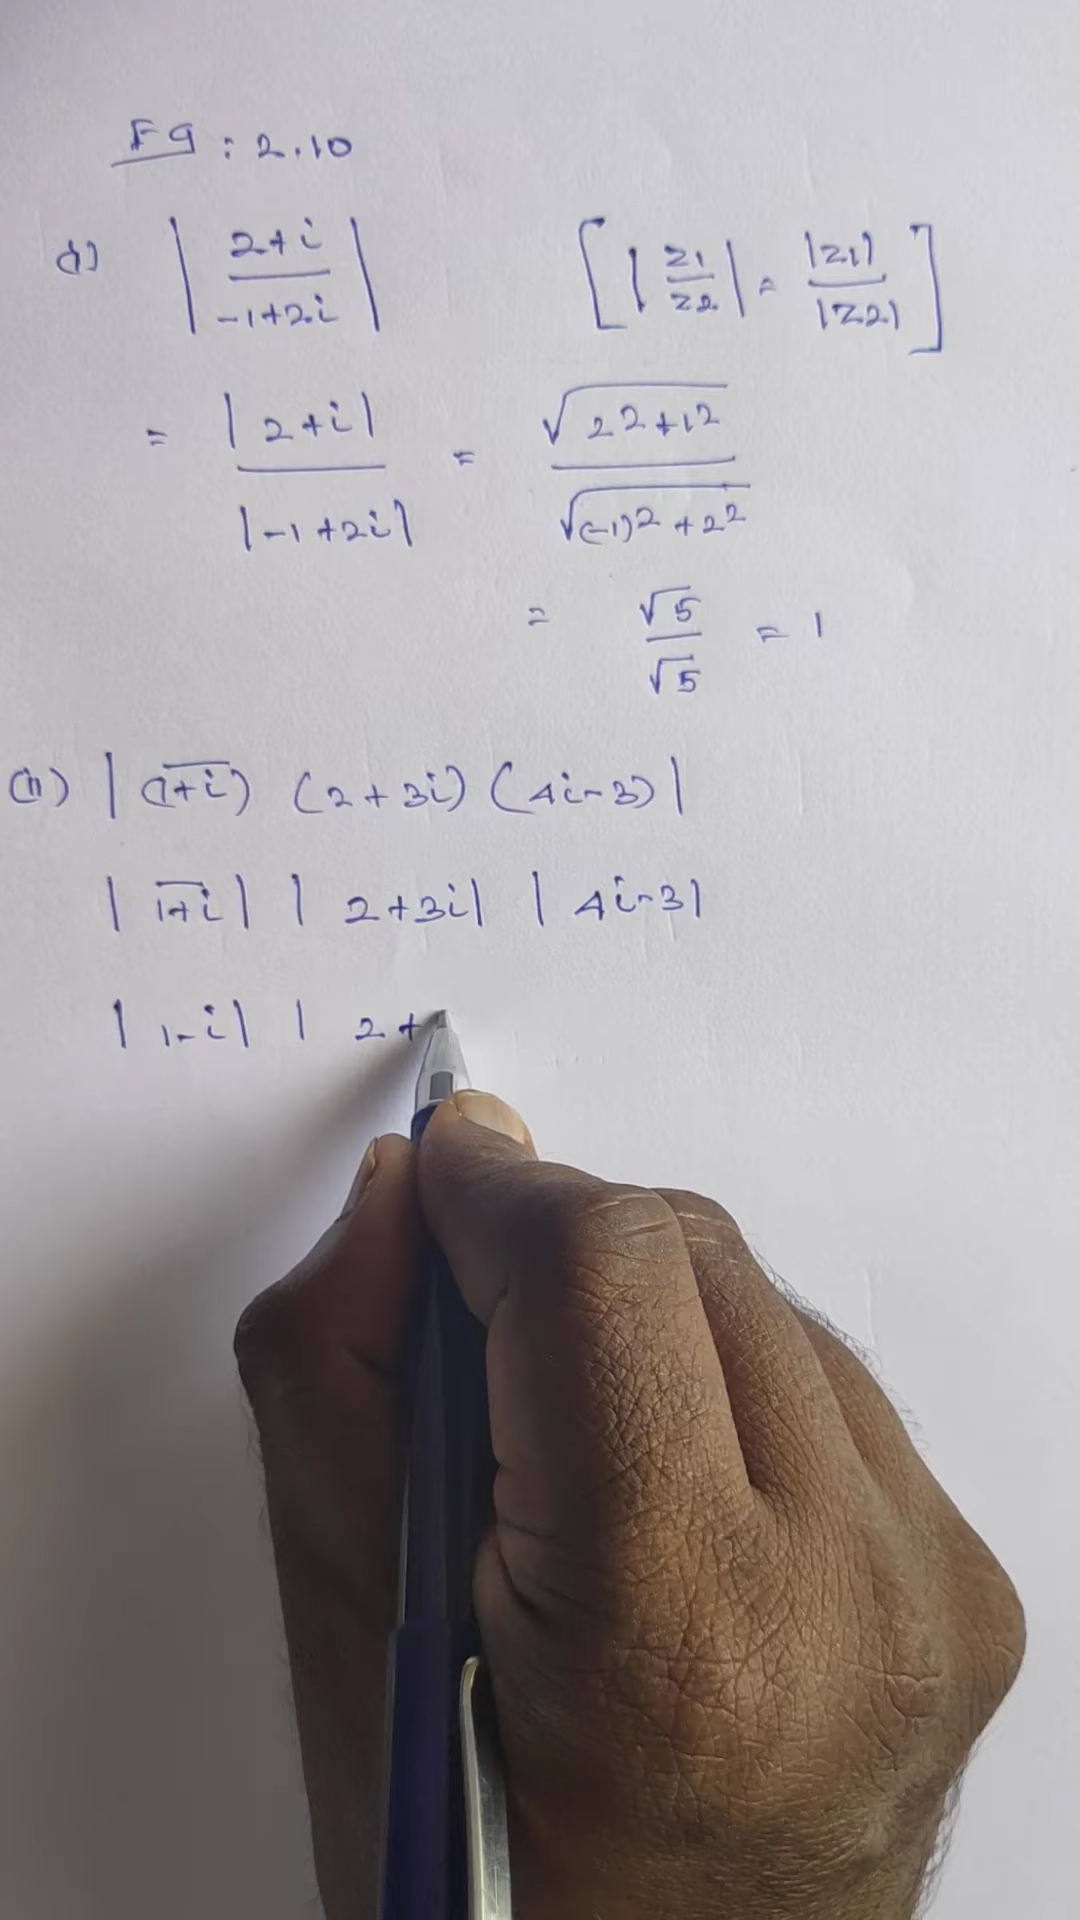 Eg : 2.10
(i) | 2+i / -1+2i | [ | z1 / z2 | = |z1| / |z2| ]
= |2+i| / |-1+2i| = √2²+1² / √(-1)²+2²
= √5 / √5 = 1
(ii) | (1̅+̅i̅) (2+3i) (4i-3) |
| 1̅+̅i̅ | | 2+3i | | 4i-3 |
| 1-i | | 2+